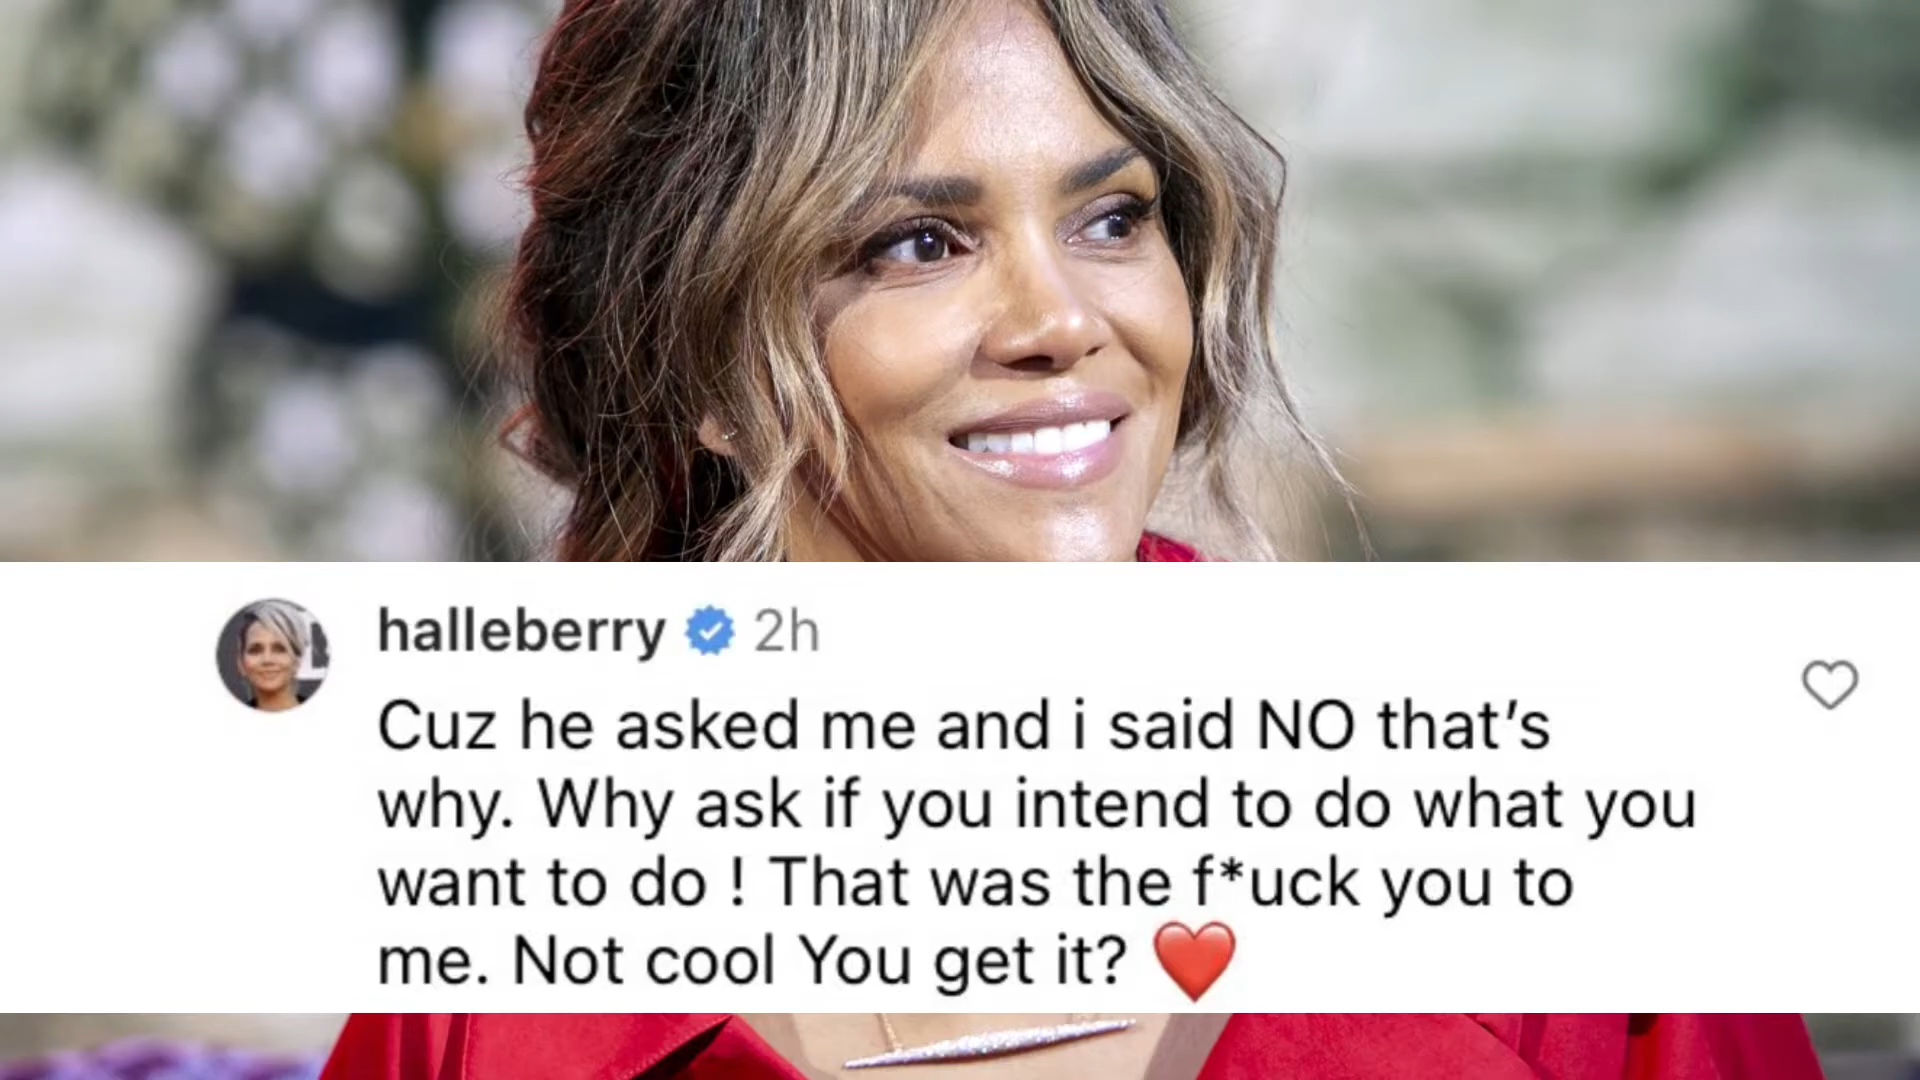 halleberry 2h
Cuz he asked me and i said NO that’s
why. Why ask if you intend to do what you
want to do ! That was the f*uck you to
me. Not cool You get it? ❤️